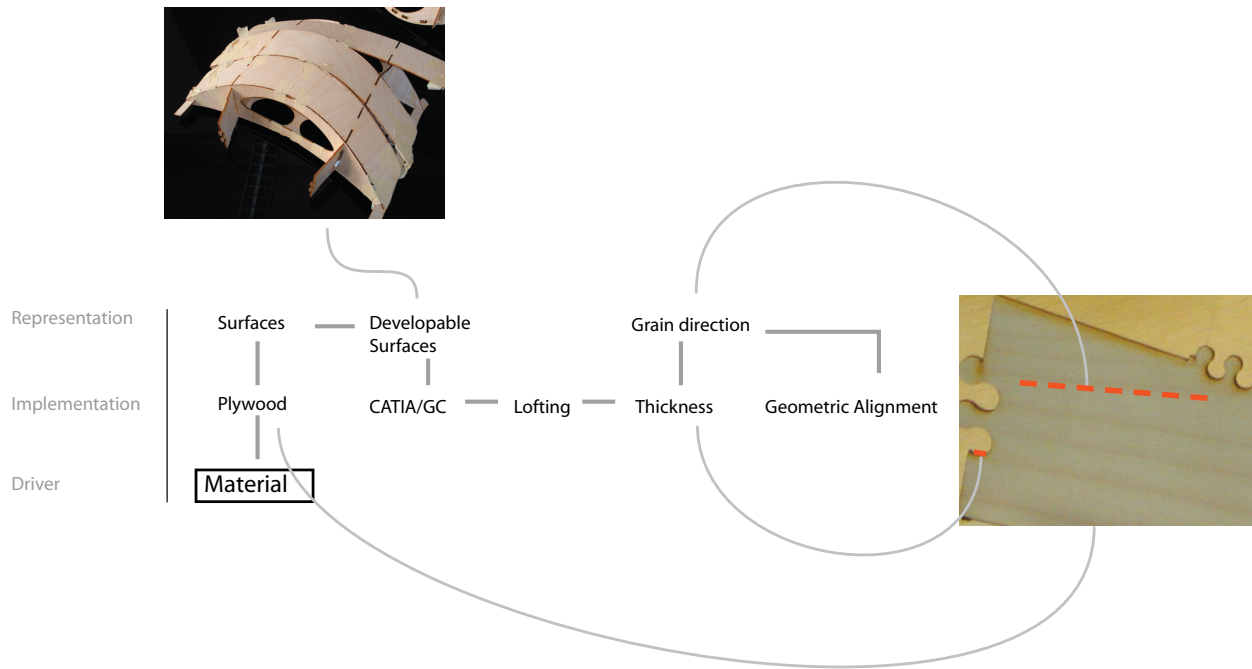 Representation
Surfaces
Developable
Surfaces
Grain direction
Implementation
Plywood
CATIA/GC
Lofting
Thickness
Geometric Alignment
Driver
Material